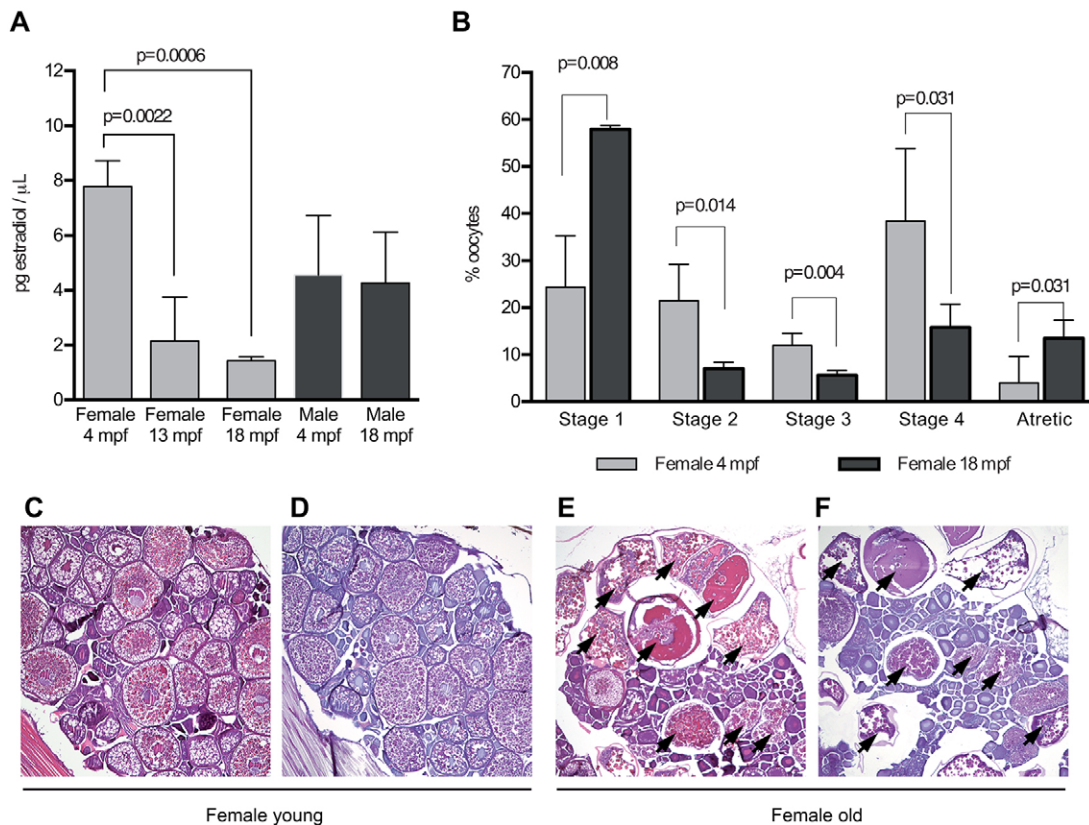 A
p=0.0006
p=0.0022
12
10
8
6
4
2
0
pg estradiol / μL
Female Female Female Male Male
4 mpf 13 mpf 18 mpf 4 mpf 18 mpf
B
p=0.008
p=0.014
p=0.004
p=0.031
p=0.031
70
60
50
40
30
20
10
0
% oocytes
Stage 1 Stage 2 Stage 3 Stage 4 Atretic
Female 4 mpf Female 18 mpf
C D E F
Female young Female old